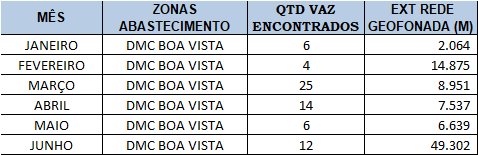 MÊS ZONAS ABASTECIMENTO QTD VAZ ENCONTRADOS EXT REDE GEOFONADA (M)
JANEIRO DMC BOA VISTA 6 2.064
FEVEREIRO DMC BOA VISTA 4 14.875
MARÇO DMC BOA VISTA 25 8.951
ABRIL DMC BOA VISTA 14 7.537
MAIO DMC BOA VISTA 6 6.639
JUNHO DMC BOA VISTA 12 49.302